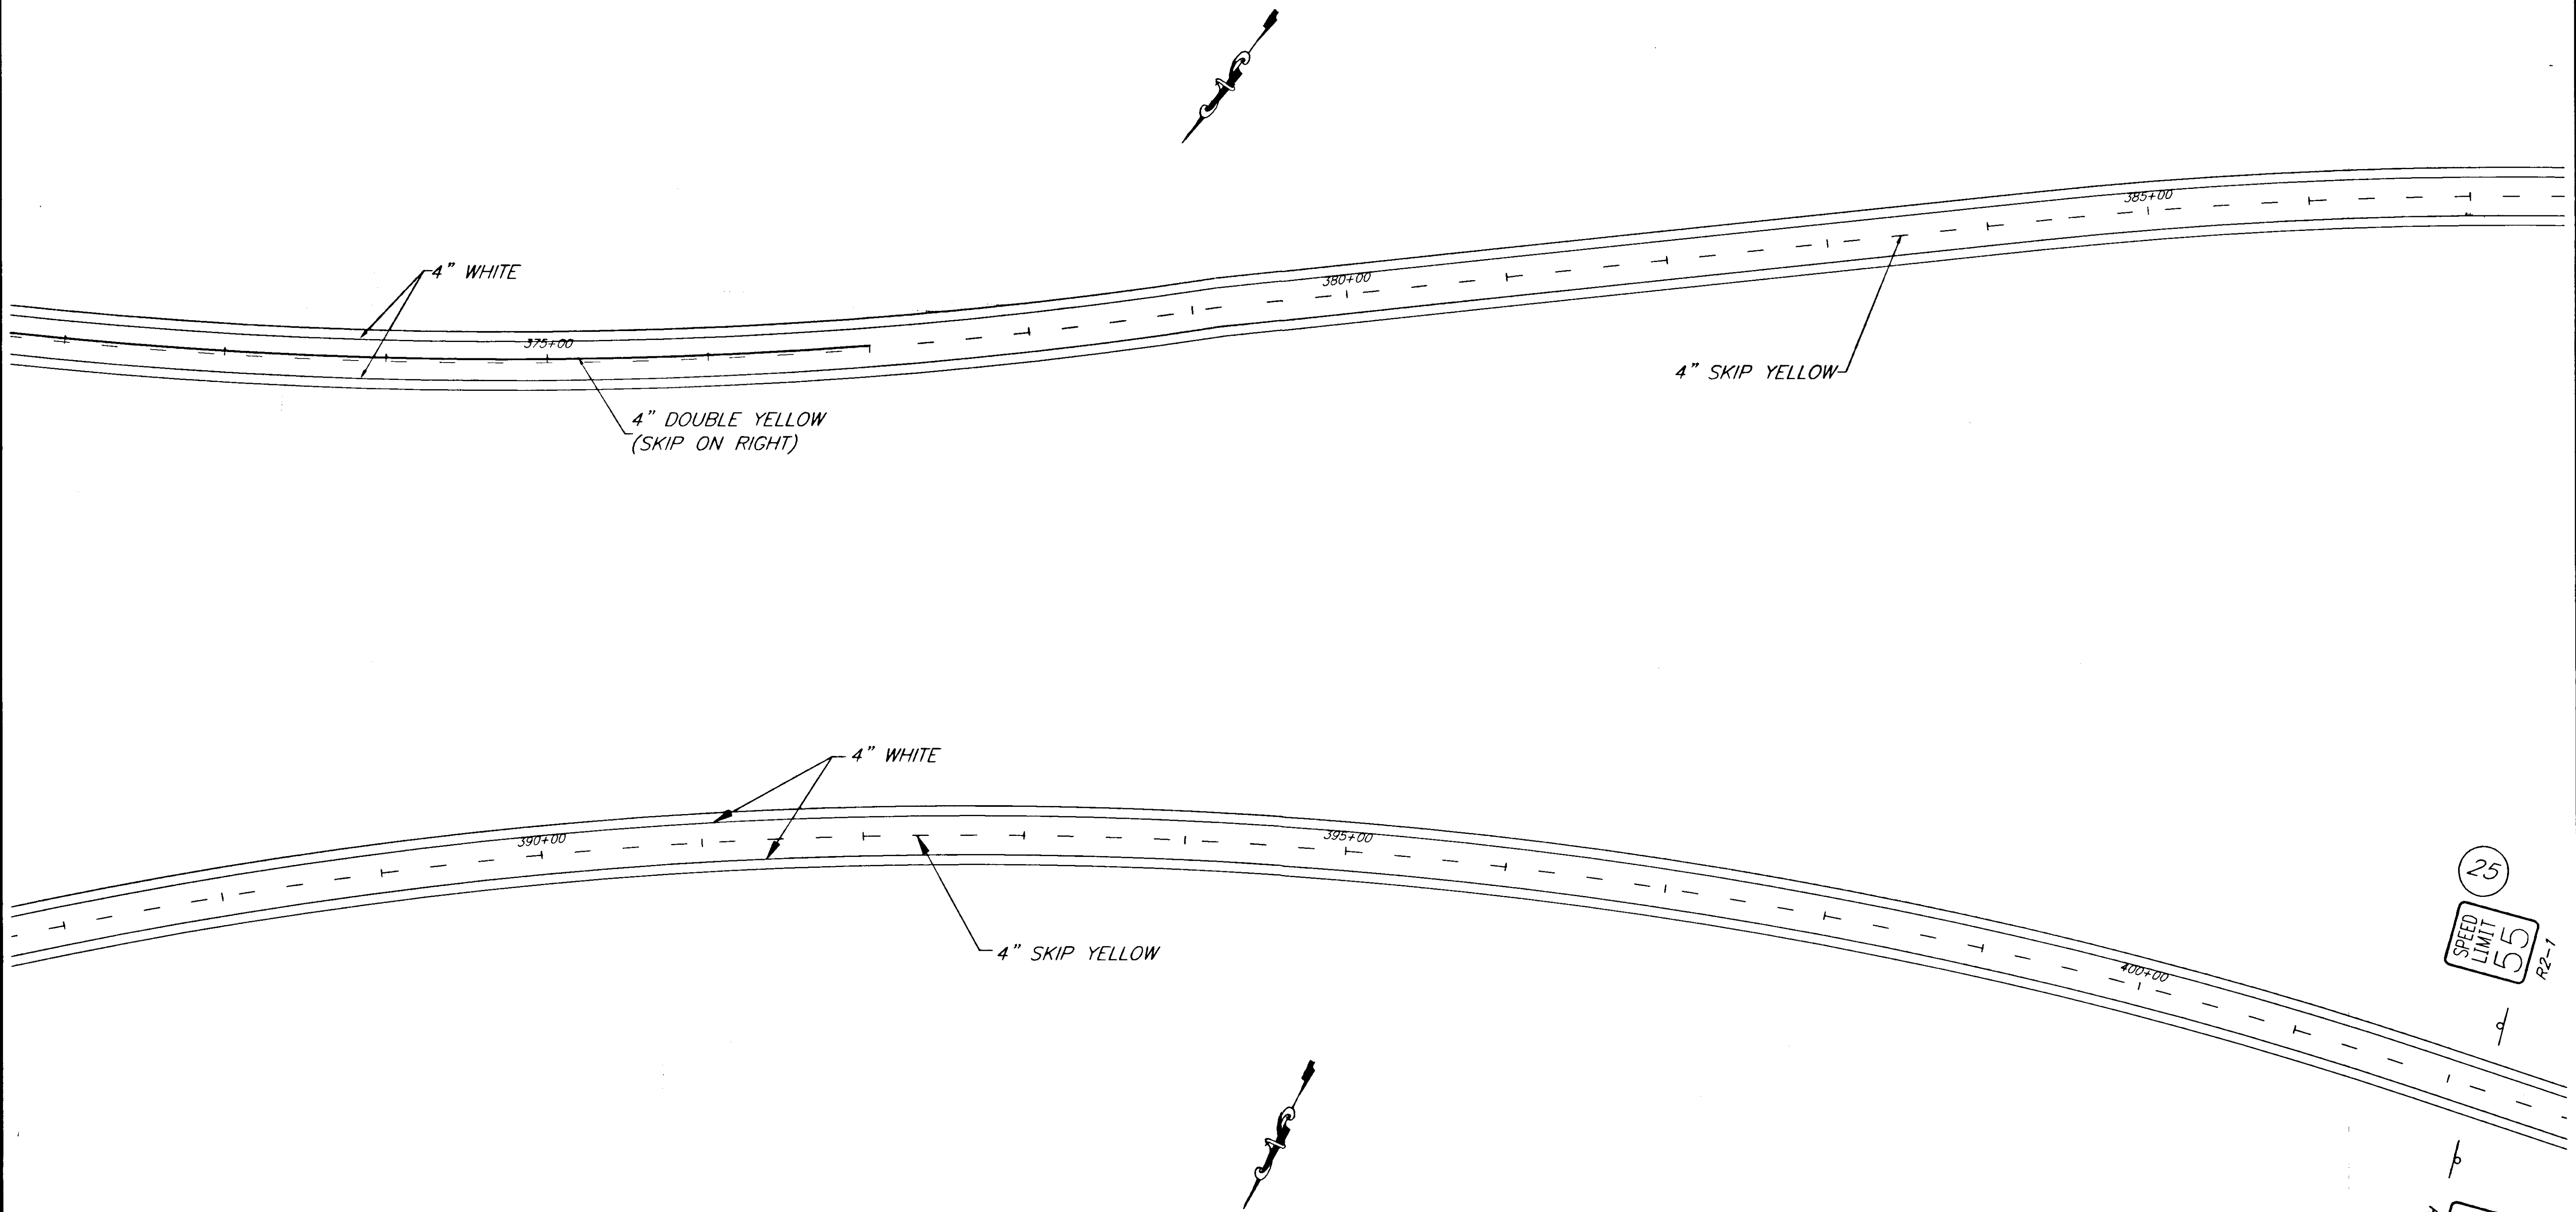 385+00
4" WHITE
380+00
375+00
4" SKIP YELLOW
4" DOUBLE YELLOW
(SKIP ON RIGHT)
4" WHITE
390+00
395+00
25
SPEED
LIMIT
55
R2-1
4" SKIP YELLOW
400+00